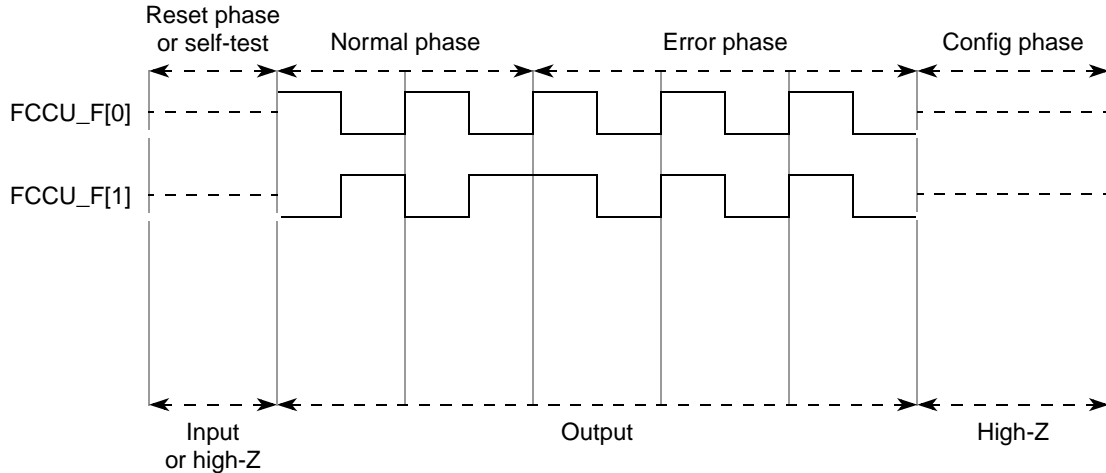 Reset phase
or self-test
Normal phase
Error phase
Config phase
FCCU_F[0]
FCCU_F[1]
Input
or high-Z
Output
High-Z